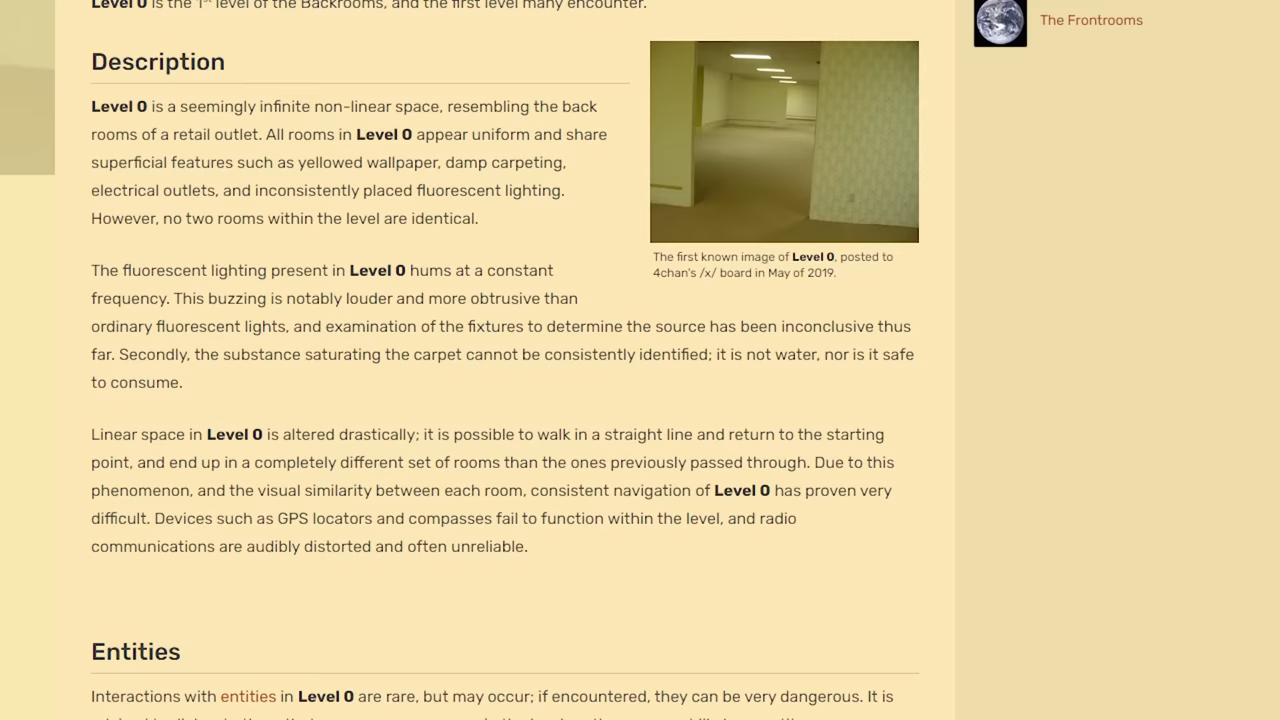 Level 0 is the 1st level of the Backrooms, and the first level many encounter.
The Frontrooms
Description
Level 0 is a seemingly infinite non-linear space, resembling the back
rooms of a retail outlet. All rooms in Level 0 appear uniform and share
superficial features such as yellowed wallpaper, damp carpeting,
electrical outlets, and inconsistently placed fluorescent lighting.
However, no two rooms within the level are identical.
The first known image of Level 0, posted to
4chan's /x/ board in May of 2019.
The fluorescent lighting present in Level 0 hums at a constant
frequency. This buzzing is notably louder and more obtrusive than
ordinary fluorescent lights, and examination of the fixtures to determine the source has been inconclusive thus
far. Secondly, the substance saturating the carpet cannot be consistently identified; it is not water, nor is it safe
to consume.
Linear space in Level 0 is altered drastically; it is possible to walk in a straight line and return to the starting
point, and end up in a completely different set of rooms than the ones previously passed through. Due to this
phenomenon, and the visual similarity between each room, consistent navigation of Level 0 has proven very
difficult. Devices such as GPS locators and compasses fail to function within the level, and radio
communications are audibly distorted and often unreliable.
Entities
Interactions with entities in Level 0 are rare, but may occur; if encountered, they can be very dangerous. It is